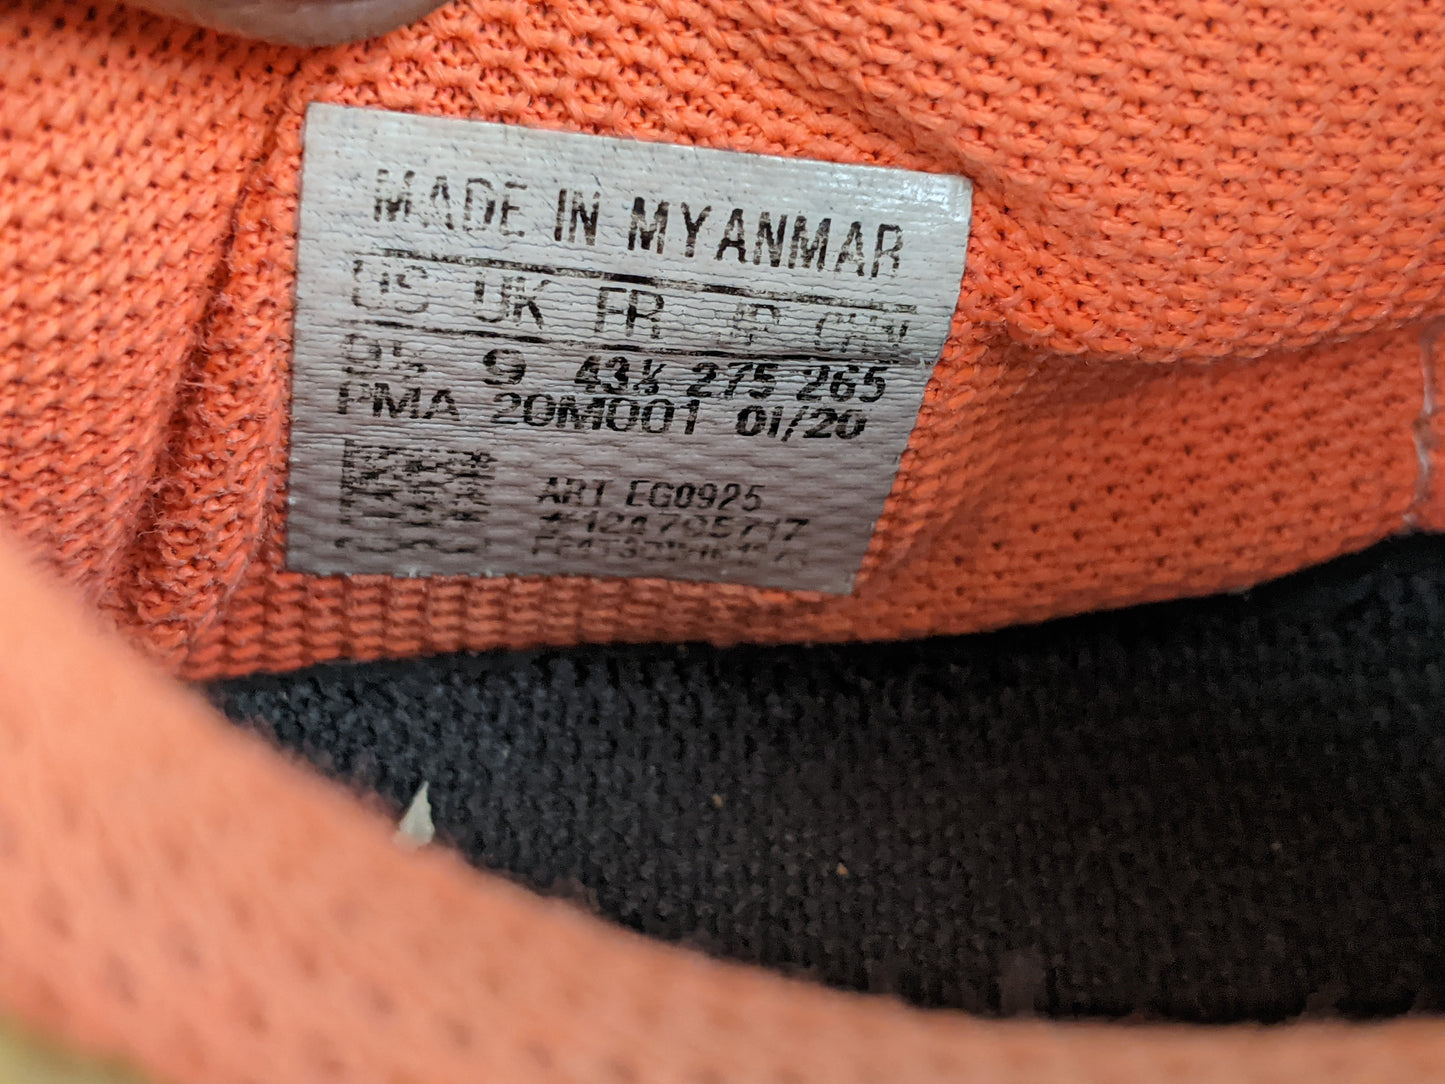 MADE IN MYANMAR
US UK FR JP CHN
9½ 9 43⅓ 275 265
PMA 20M001 01/20
ART EG0925